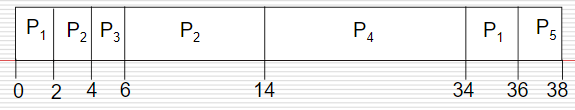 P₁ P₂ P₃ P₂ P₄ P₁ P₅
0 2 4 6 14 34 36 38